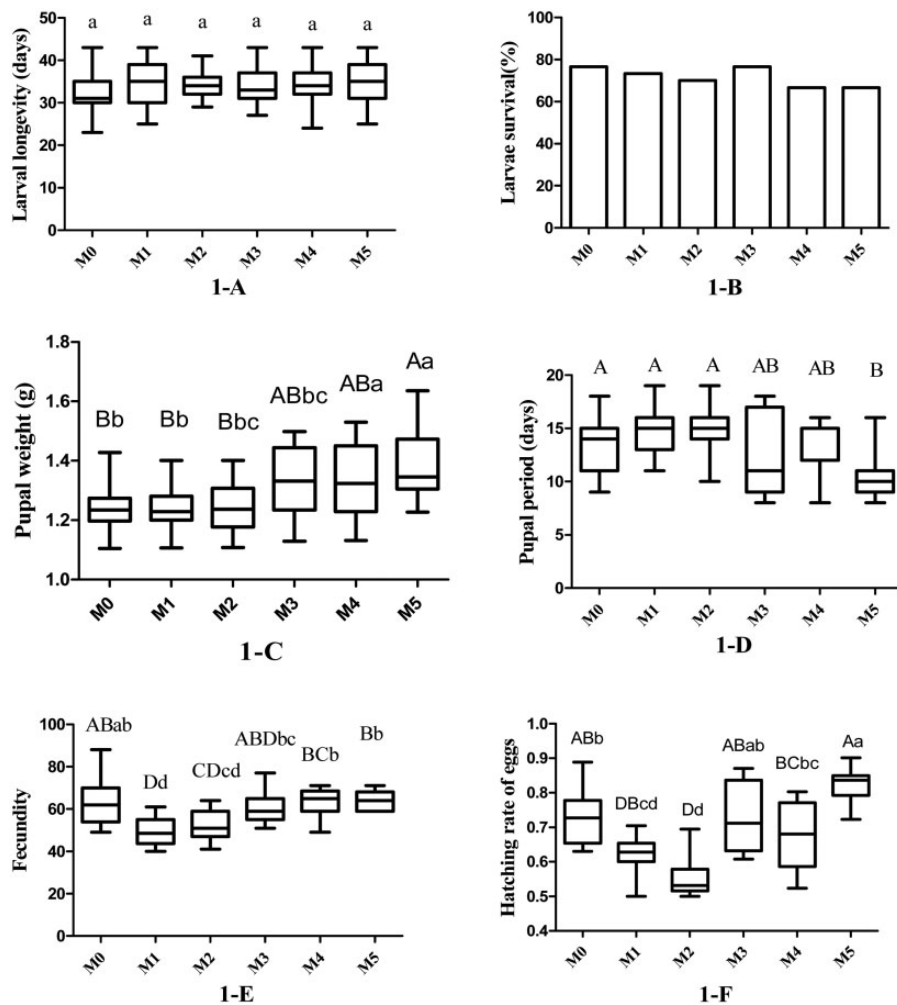 a a a a a a
Larval longevity (days)
50
40
30
20
10
0
M0 M1 M2 M3 M4 M5
1-A
Larvae survival(%)
100
80
60
40
20
0
M0 M1 M2 M3 M4 M5
1-B
Bb Bb Bbc ABbc ABa Aa
Pupal weight (g)
1.8
1.6
1.4
1.2
1.0
M0 M1 M2 M3 M4 M5
1-C
A A A AB AB B
Pupal period (days)
20
15
10
5
0
M0 M1 M2 M3 M4 M5
1-D
ABab Dd CDcd ABDbc BCb Bb
Fecundity
100
80
60
40
20
0
M0 M1 M2 M3 M4 M5
1-E
ABb DBcd Dd ABab BCbc Aa
Hatching rate of eggs
1.0
0.9
0.8
0.7
0.6
0.5
0.4
M0 M1 M2 M3 M4 M5
1-F